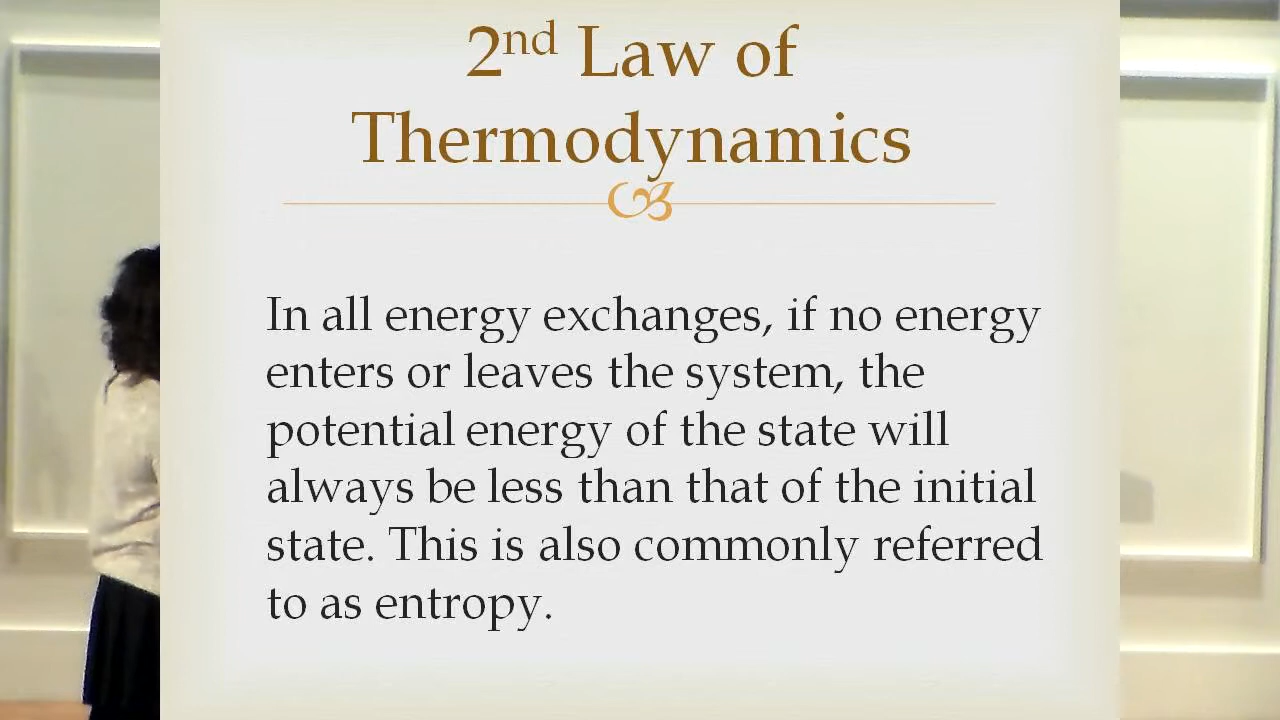 2nd Law of
Thermodynamics
In all energy exchanges, if no energy
enters or leaves the system, the
potential energy of the state will
always be less than that of the initial
state. This is also commonly referred
to as entropy.